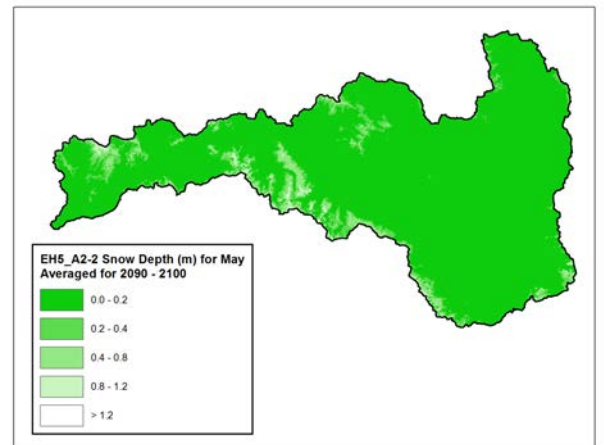 EH5_A2-2 Snow Depth (m) for May
Averaged for 2090 - 2100
0.0 - 0.2
0.2 - 0.4
0.4 - 0.8
0.8 - 1.2
> 1.2